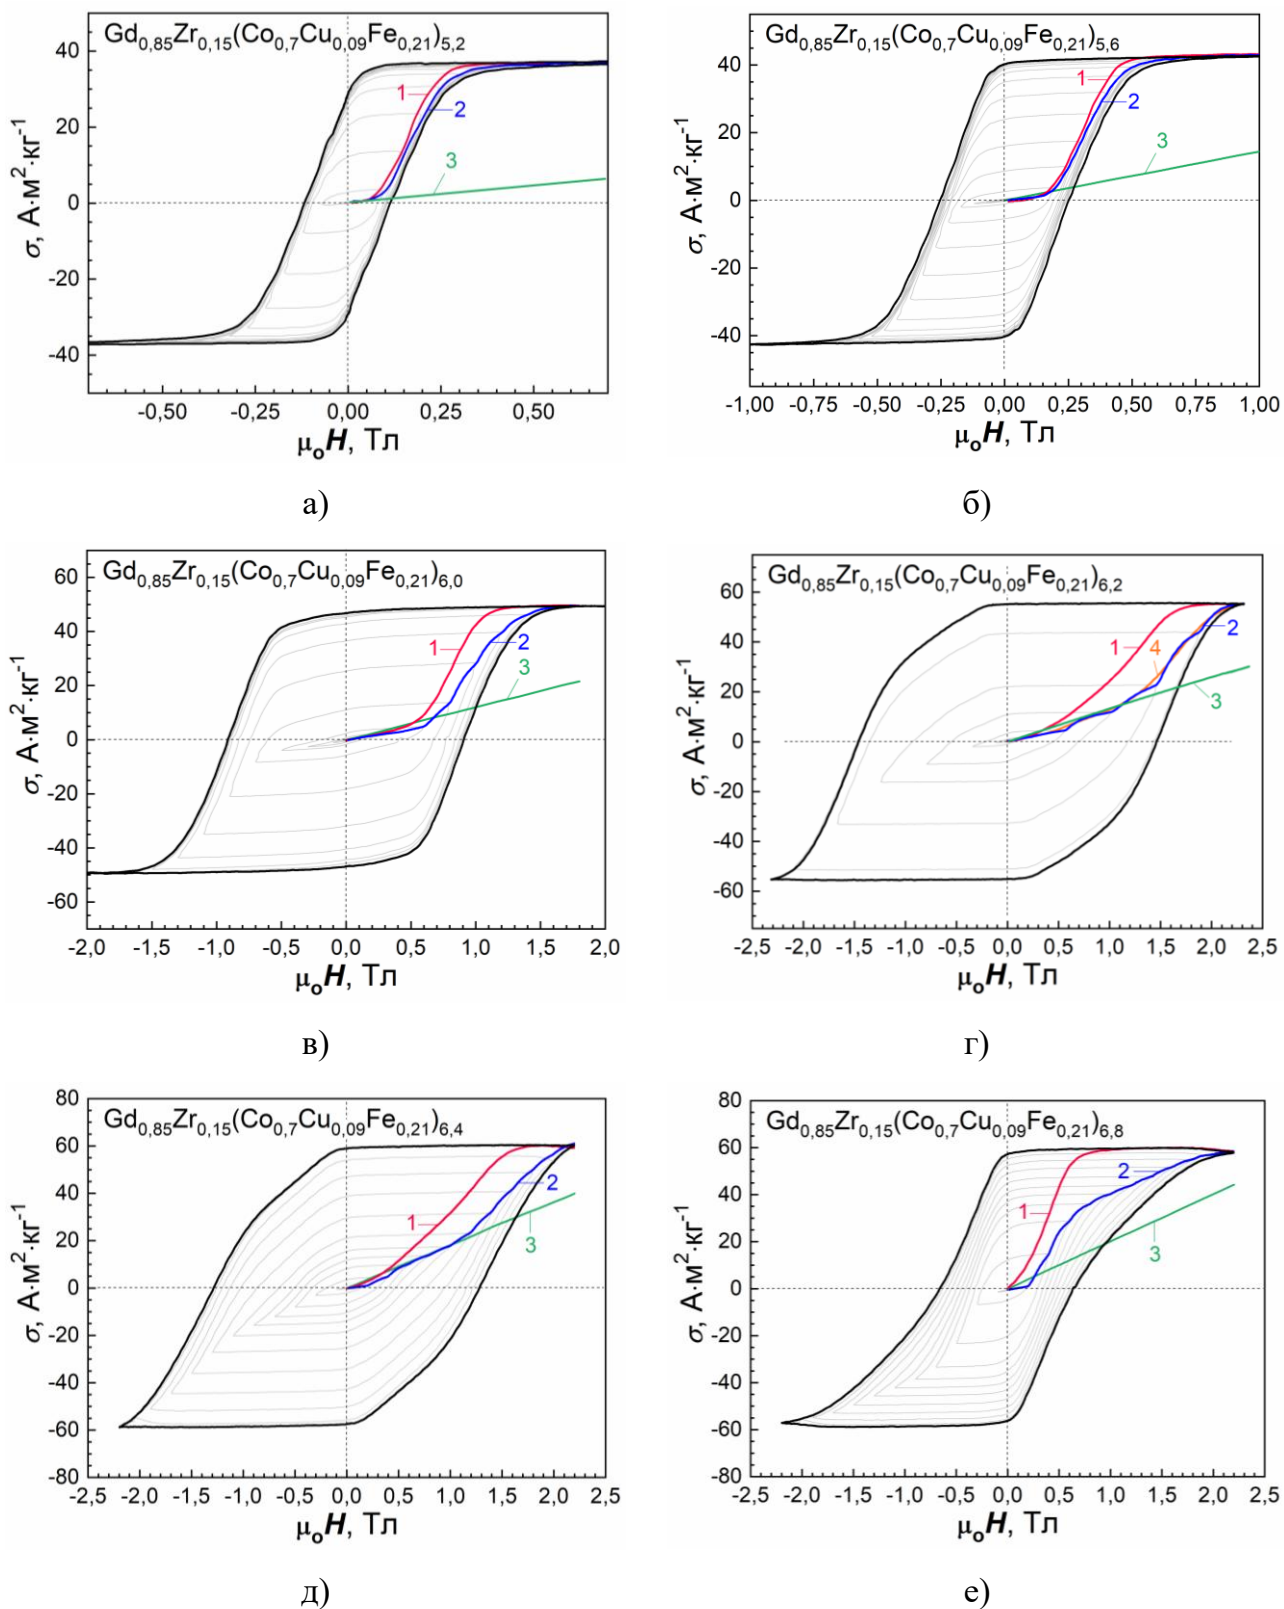 Gd0,85Zr0,15(Co0,7Cu0,09Fe0,21)5,2
40
20
0
-20
-40
σ, А·м2·кг-1
1
2
3
-0,50 -0,25 0,00 0,25 0,50
μoH, Тл
а)
Gd0,85Zr0,15(Co0,7Cu0,09Fe0,21)5,6
40
20
0
-20
-40
σ, А·м2·кг-1
1
2
3
-1,00 -0,75 -0,50 -0,25 0,00 0,25 0,50 0,75 1,00
μoH, Тл
б)
Gd0,85Zr0,15(Co0,7Cu0,09Fe0,21)6,0
60
40
20
0
-20
-40
-60
σ, А·м2·кг-1
1
2
3
-2,0 -1,5 -1,0 -0,5 0,0 0,5 1,0 1,5 2,0
μoH, Тл
в)
Gd0,85Zr0,15(Co0,7Cu0,09Fe0,21)6,2
60
40
20
0
-20
-40
-60
σ, А·м2·кг-1
1
4
2
3
-2,5 -2,0 -1,5 -1,0 -0,5 0,0 0,5 1,0 1,5 2,0 2,5
μoH, Тл
г)
Gd0,85Zr0,15(Co0,7Cu0,09Fe0,21)6,4
80
60
40
20
0
-20
-40
-60
-80
σ, А·м2·кг-1
1
2
3
-2,5 -2,0 -1,5 -1,0 -0,5 0,0 0,5 1,0 1,5 2,0 2,5
μoH, Тл
д)
Gd0,85Zr0,15(Co0,7Cu0,09Fe0,21)6,8
80
60
40
20
0
-20
-40
-60
-80
σ, А·м2·кг-1
2
1
3
-2,5 -2,0 -1,5 -1,0 -0,5 0,0 0,5 1,0 1,5 2,0 2,5
μoH, Тл
е)